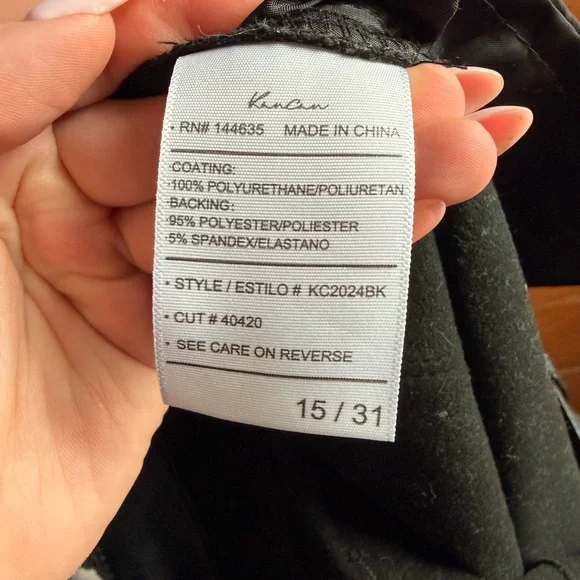 KanCan
· RN# 144635 MADE IN CHINA
COATING:
100% POLYURETHANE/POLIURETAN
BACKING:
95% POLYESTER/POLIESTER
5% SPANDEX/ELASTANO
· STYLE / ESTILO # KC2024BK
· CUT # 40420
· SEE CARE ON REVERSE
15 / 31